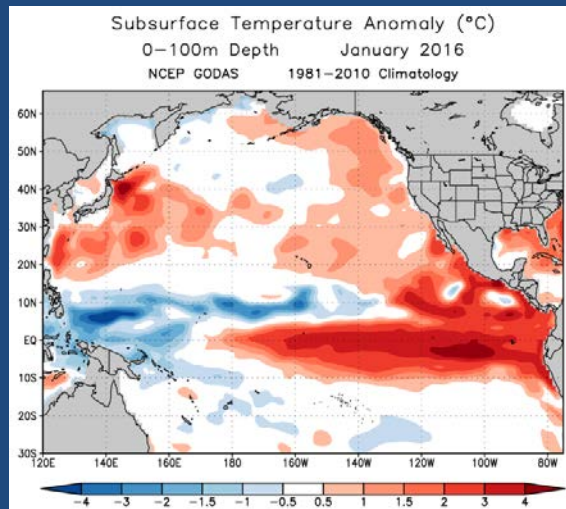 Subsurface Temperature Anomaly (°C)
0-100m Depth January 2016
NCEP GODAS 1981-2010 Climatology
60N
50N
40N
30N
20N
10N
EQ
10S
20S
30S
120E 140E 160E 180 160W 140W 120W 100W 80W
-4 -3 -2 -1.5 -1 -0.5 0.5 1 1.5 2 3 4